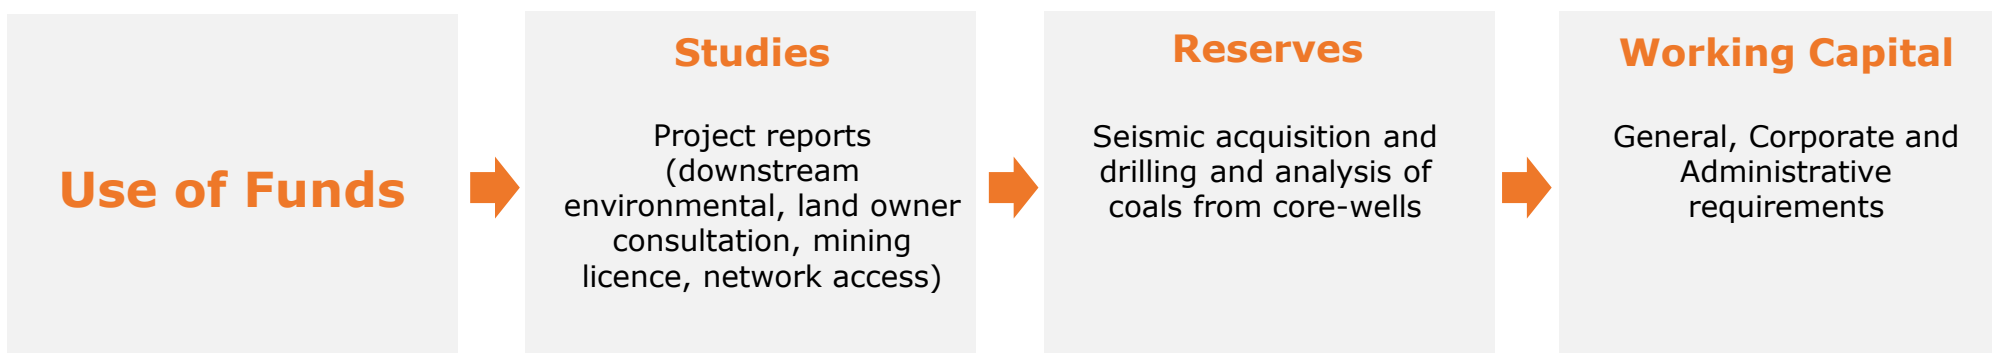 Use of Funds
Studies
Project reports
(downstream
environmental, land owner
consultation, mining
licence, network access)
Reserves
Seismic acquisition and
drilling and analysis of
coals from core-wells
Working Capital
General, Corporate and
Administrative
requirements